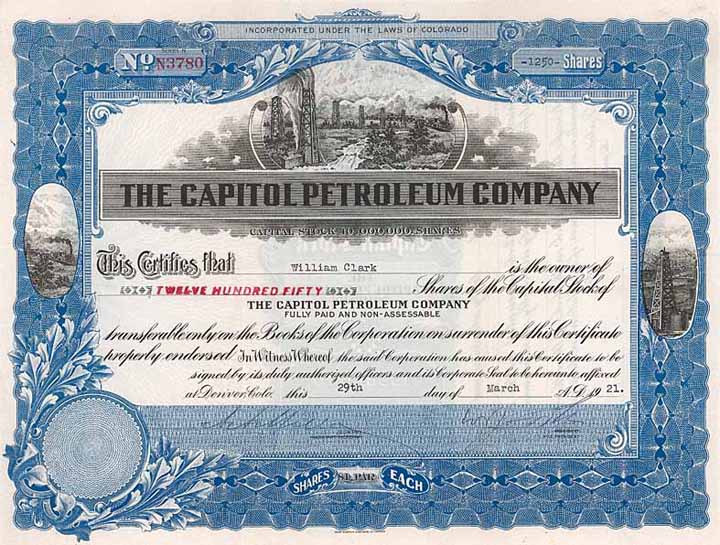 INCORPORATED UNDER THE LAWS OF COLORADO
No N3780
-1250- Shares
THE CAPITOL PETROLEUM COMPANY
CAPITAL STOCK 10,000,000 SHARES
This Certifies that William Clark is the owner of
TWELVE HUNDRED FIFTY Shares of the Capital Stock of
THE CAPITOL PETROLEUM COMPANY
FULLY PAID AND NON-ASSESSABLE
transferable only on the Books of the Corporation on surrender of this Certificate
properly endorsed In Witness Whereof the said Corporation has caused this Certificate to be
signed by its duly authorized officers and its Corporate Seal to be hereunto affixed
at Denver, Colo. this 29th day of March A.D. 1921.
SHARES $1. PAR EACH